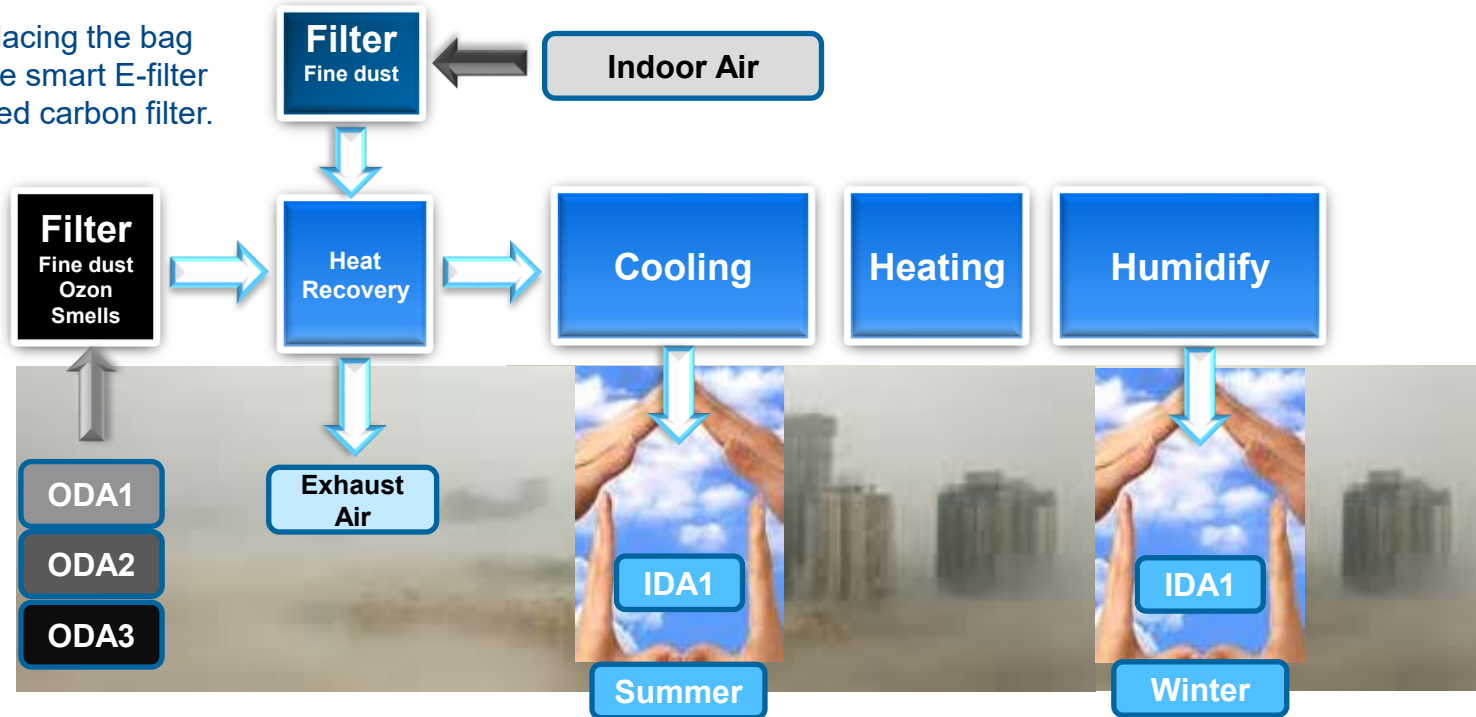 lacing the bag
e smart E-filter
ed carbon filter.
Filter
Fine dust
Indoor Air
Filter
Fine dust
Ozon
Smells
Heat
Recovery
Cooling
Heating
Humidify
ODA1
ODA2
ODA3
Exhaust
Air
IDA1
Summer
IDA1
Winter